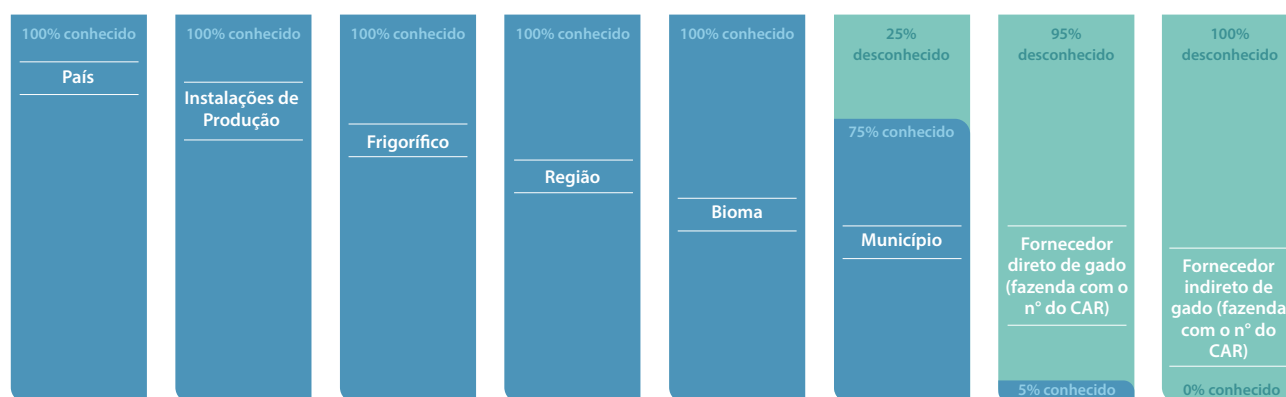 100% conhecido
País
100% conhecido
Instalações de
Produção
100% conhecido
Frigorífico
100% conhecido
Região
100% conhecido
Bioma
25%
desconhecido
75% conhecido
Município
95%
desconhecido
Fornecedor
direto de gado
(fazenda com o
n° do CAR)
5% conhecido
100%
desconhecido
Fornecedor
indireto de
gado (fazenda
com o n° do
CAR)
0% conhecido